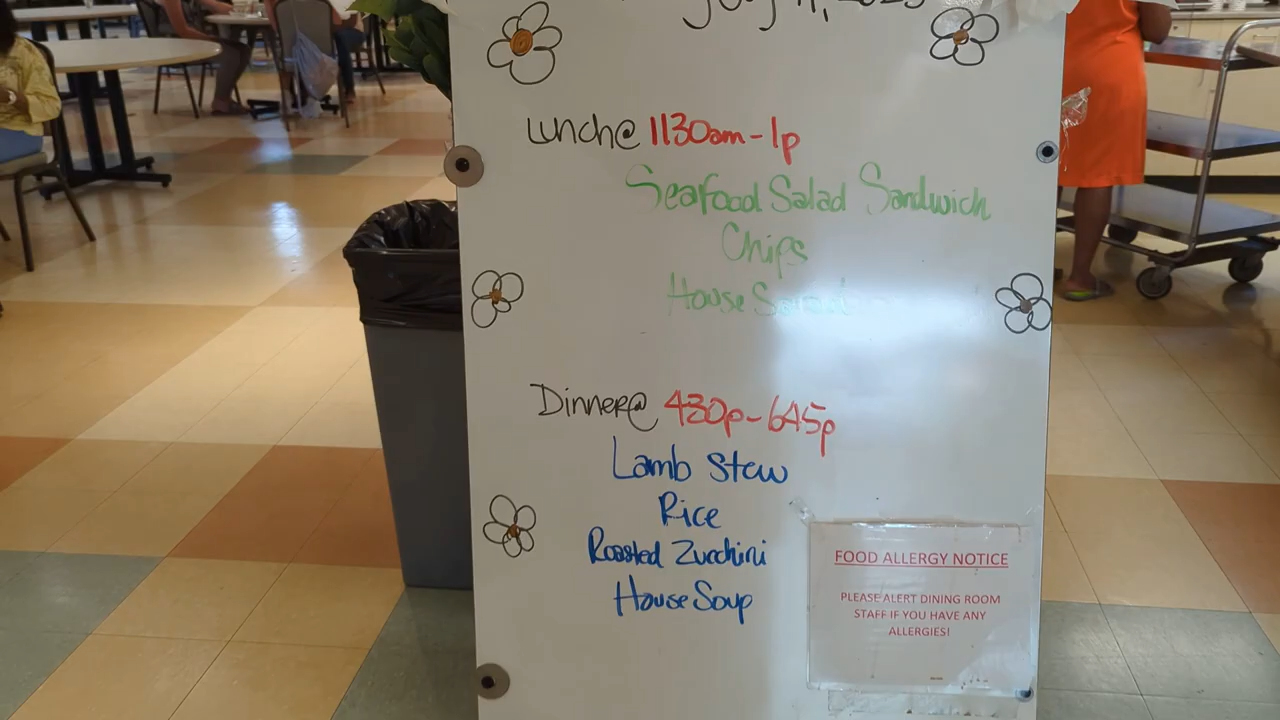 Lunch@ 1130am-1p
Seafood Salad Sandwich
Chips
House
Dinner@ 430p-645p
Lamb Stew
Rice
Roasted Zucchini
House Soup
FOOD ALLERGY NOTICE
PLEASE ALERT DINING ROOM
STAFF IF YOU HAVE ANY
ALLERGIES!